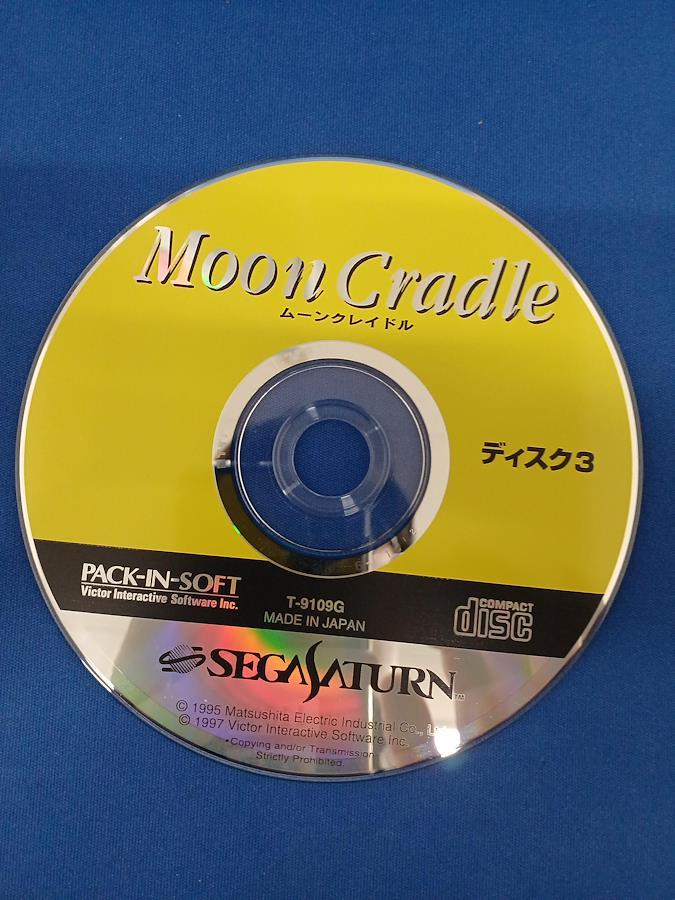 Moon Cradle
ムーンクレイドル
ディスク3
PACK-IN-SOFT
Victor Interactive Software Inc.
T-9109G
MADE IN JAPAN
COMPACT
disc
SEGA SATURN™
© 1995 Matsushita Electric Industrial Co.,
© 1997 Victor Interactive Software Inc.
•Copying and/or Transmission
Strictly Prohibited.